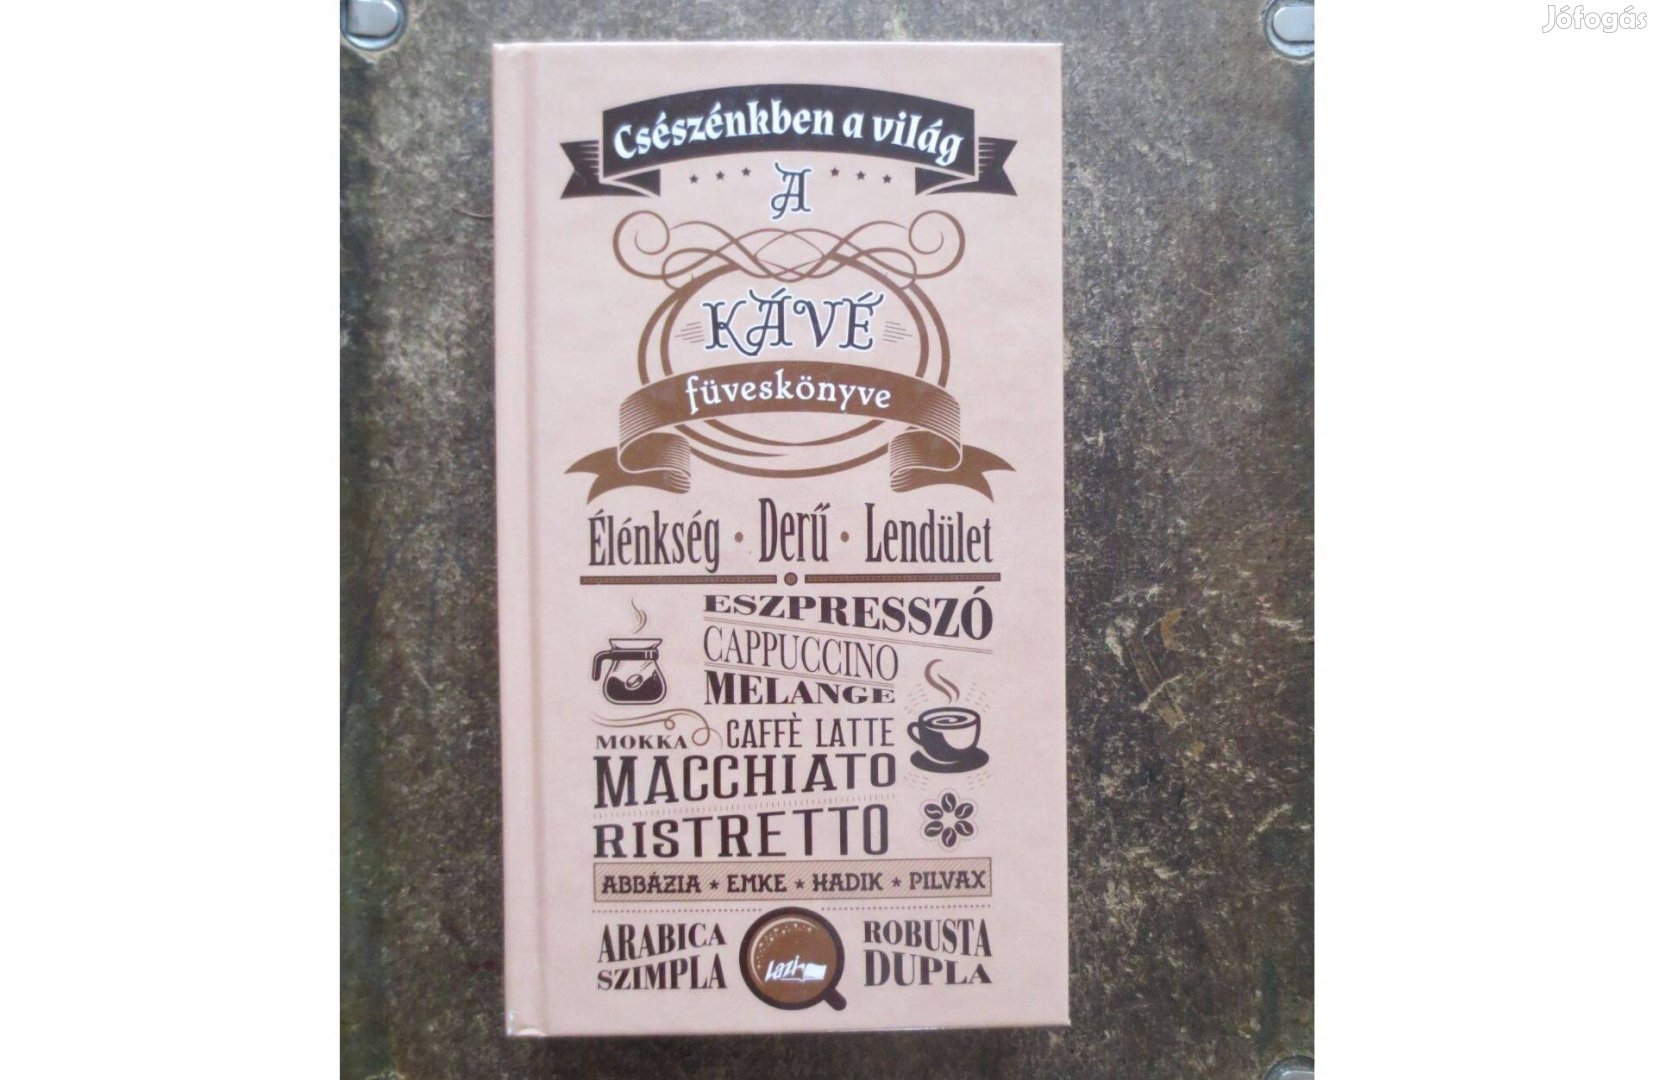 Jófogás
Csészénkben a világ
A
KÁVÉ
füveskönyve
Élénkség • Derű • Lendület
ESZPRESSZÓ
CAPPUCCINO
MELANGE
MOKKA CAFFÈ LATTE
MACCHIATO
RISTRETTO
ABBÁZIA ★ EMKE ★ HADIK ★ PILVAX
ARABICA ROBUSTA
SZIMPLA Lazi DUPLA